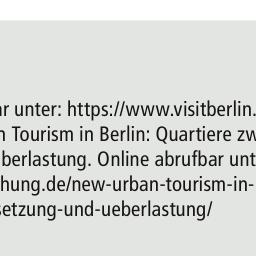 ar unter: https://www.visitberlin.
n Tourism in Berlin: Quartiere zw
berlastung. Online abrufbar unt
hung.de/new-urban-tourism-in-
setzung-und-ueberlastung/